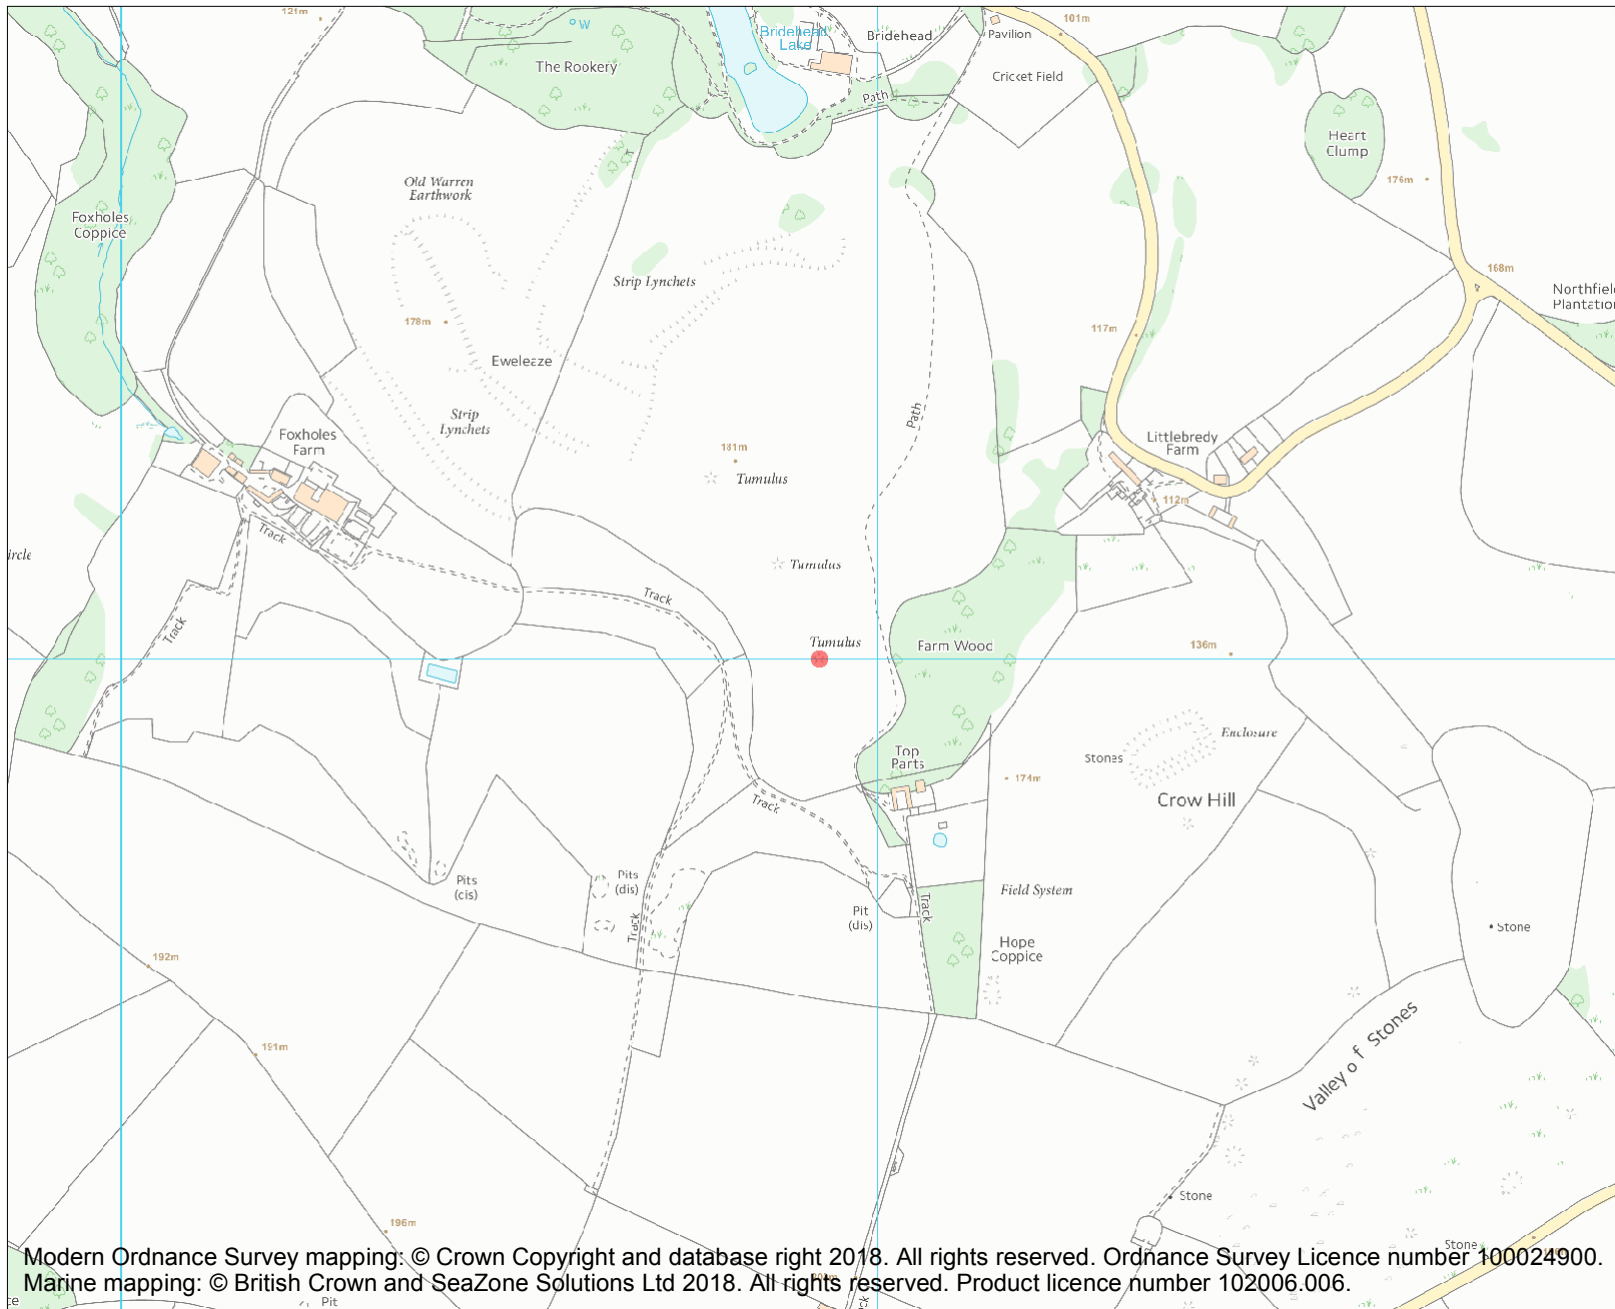 121m
W
The Rookery
Bridehead
Lake
Bridehead
Pavilion
101m
Cricket Field
Path
Heart
Clump
176m
Old Warren
Earthwork
Foxholes
Coppice
Strip Lynchets
168m
Northfiel
Plantation
178m
117m
Eweleaze
Strip
Lynchets
Path
Foxholes
Farm
181m
Tumulus
Littlebredy
Farm
112m
Track
ircle
Tumulus
Track
Track
Tumulus
Farm Wood
136m
Enclosure
Top
Parts
Stones
174m
Crow Hill
Track
Pits
(cis)
Pits
(dis)
Field System
Track
Pit
(dis)
Track
Stone
Hope
Coppice
192m
Valley of Stones
191m
Stone
196m
Stone
Modern Ordnance Survey mapping: © Crown Copyright and database right 2018. All rights reserved. Ordnance Survey Licence number 100024900.
Marine mapping: © British Crown and SeaZone Solutions Ltd 2018. All rights reserved. Product licence number 102006.006.
Pit